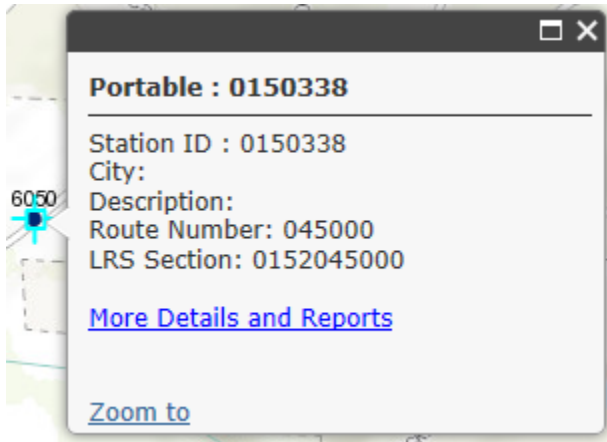 Portable : 0150338
Station ID : 0150338
City:
6050
Description:
Route Number: 045000
LRS Section: 0152045000
More Details and Reports
Zoom to